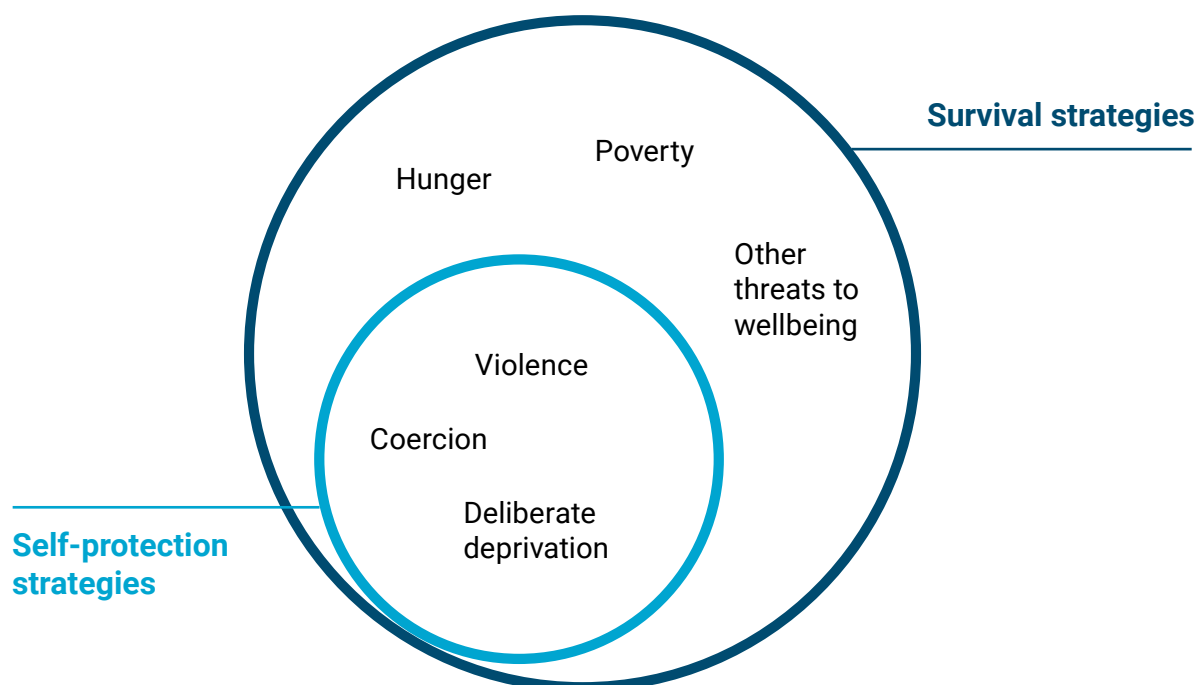 Survival strategies
Poverty
Hunger
Other
threats to
wellbeing
Violence
Coercion
Deliberate
deprivation
Self-protection
strategies